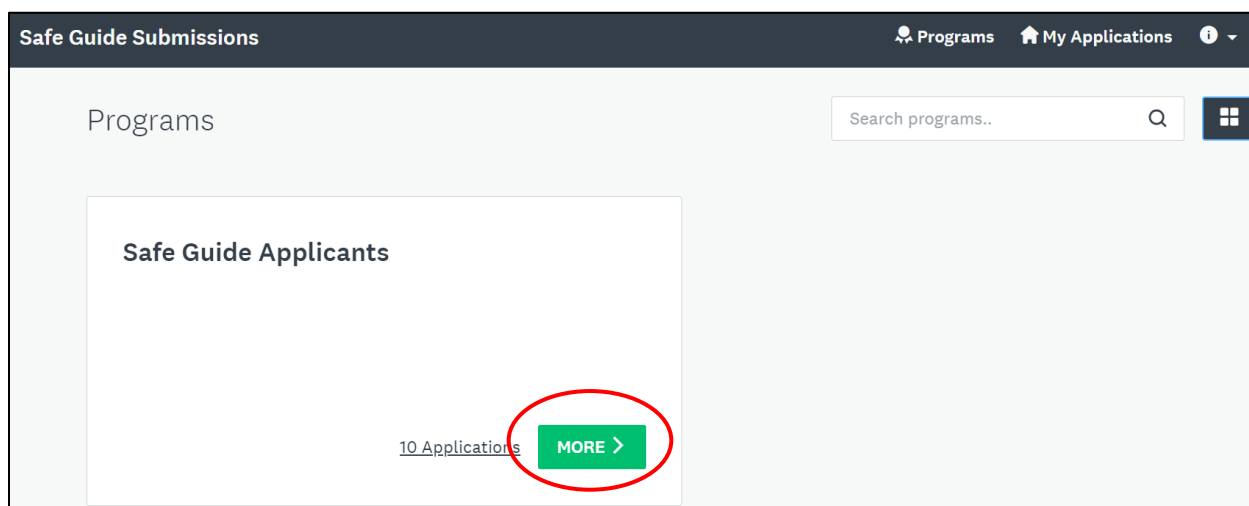 Safe Guide Submissions Programs My Applications
Programs
Search programs..
Safe Guide Applicants
10 Applications MORE